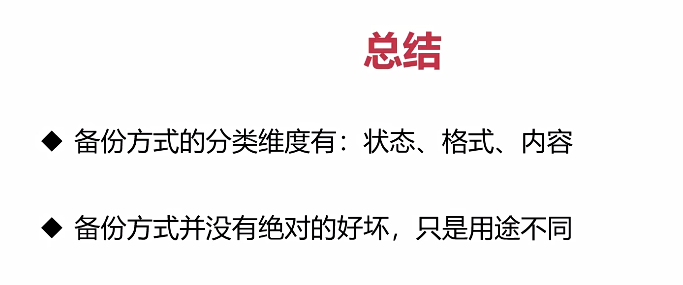 总结
◆ 备份方式的分类维度有：状态、格式、内容
◆ 备份方式并没有绝对的好坏，只是用途不同